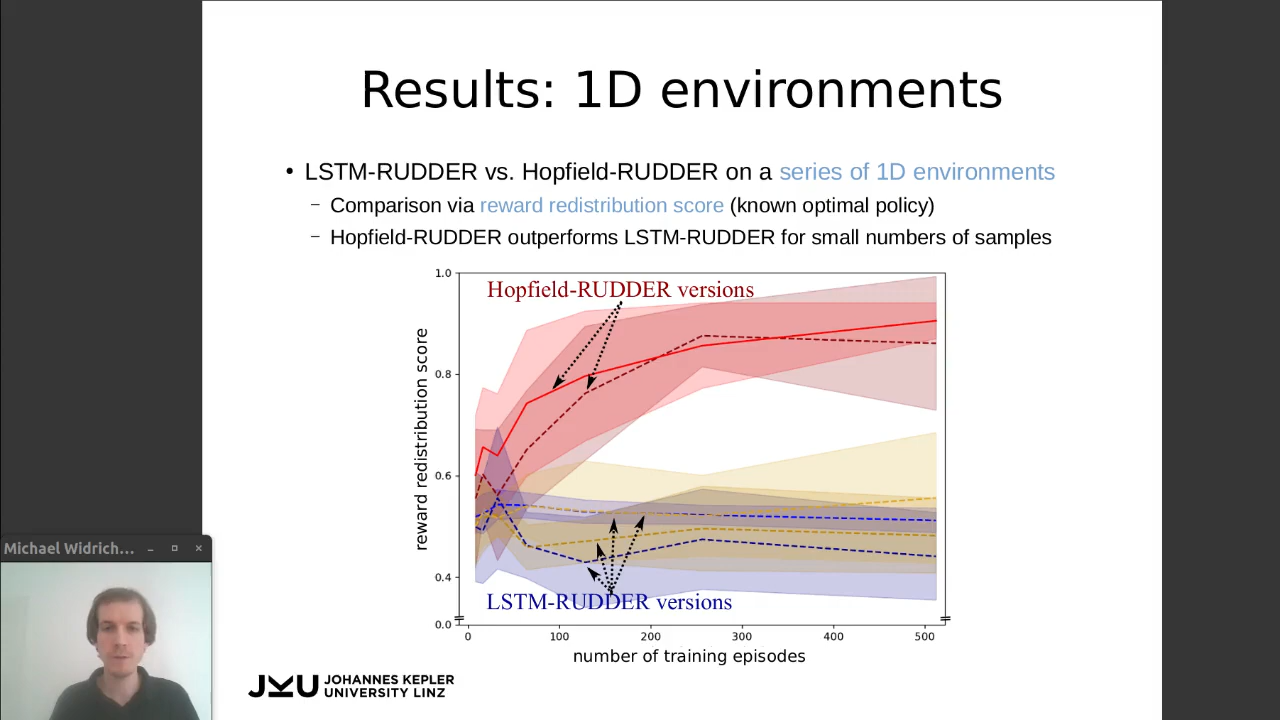 Results: 1D environments
• LSTM-RUDDER vs. Hopfield-RUDDER on a series of 1D environments
– Comparison via reward redistribution score (known optimal policy)
– Hopfield-RUDDER outperforms LSTM-RUDDER for small numbers of samples
1.0
0.8
0.6
0.4
0.0
reward redistribution score
Hopfield-RUDDER versions
LSTM-RUDDER versions
0 100 200 300 400 500
number of training episodes
Michael Widrich...
JKU JOHANNES KEPLER
UNIVERSITY LINZ